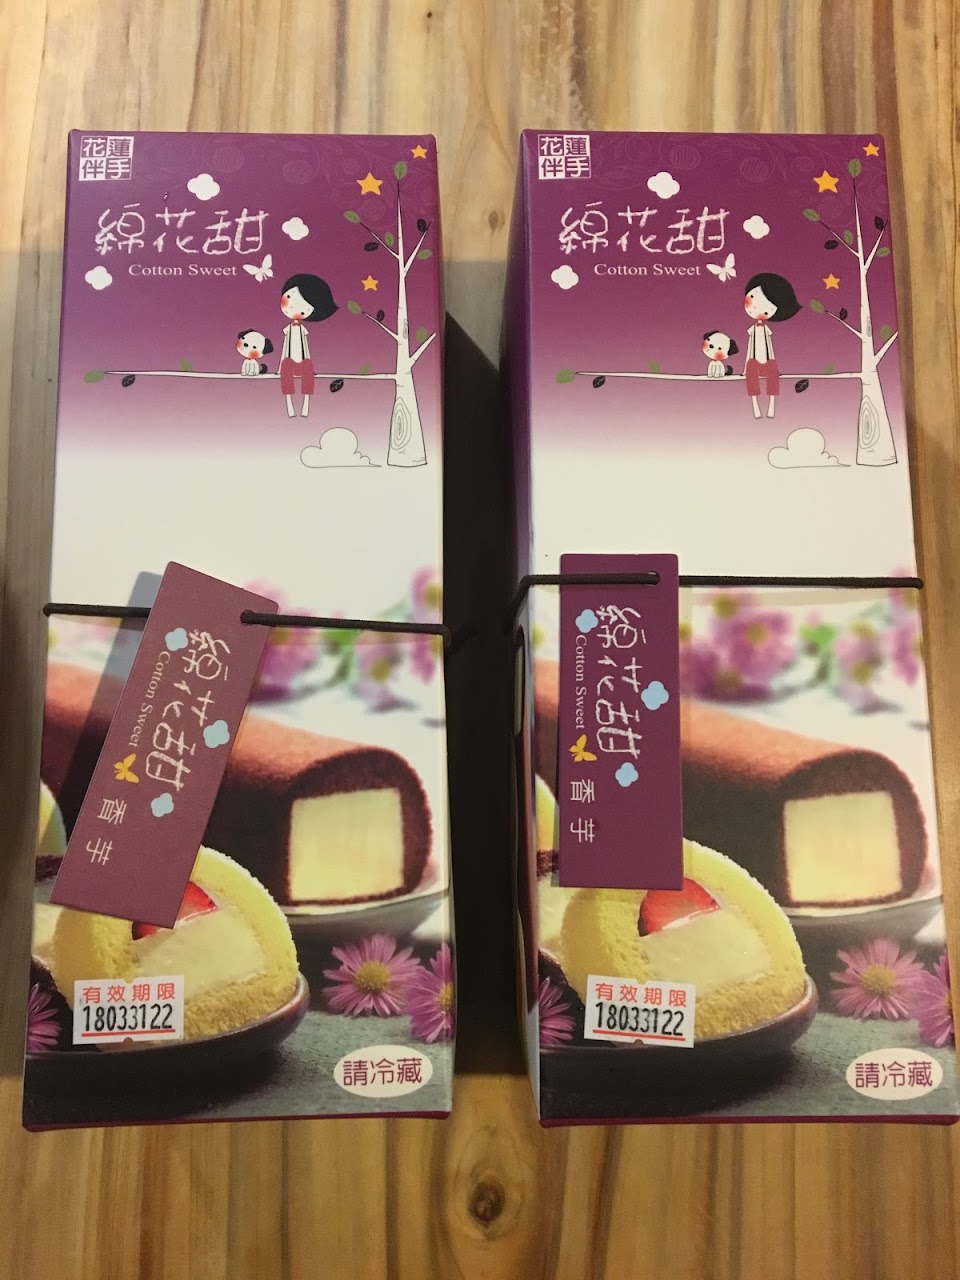 花蓮
伴手
綿花甜
Cotton Sweet
綿花甜
Cotton Sweet
香芋
有效期限
18033122
請冷藏
花蓮
伴手
綿花甜
Cotton Sweet
綿花甜
Cotton Sweet
香芋
有效期限
18033122
請冷藏